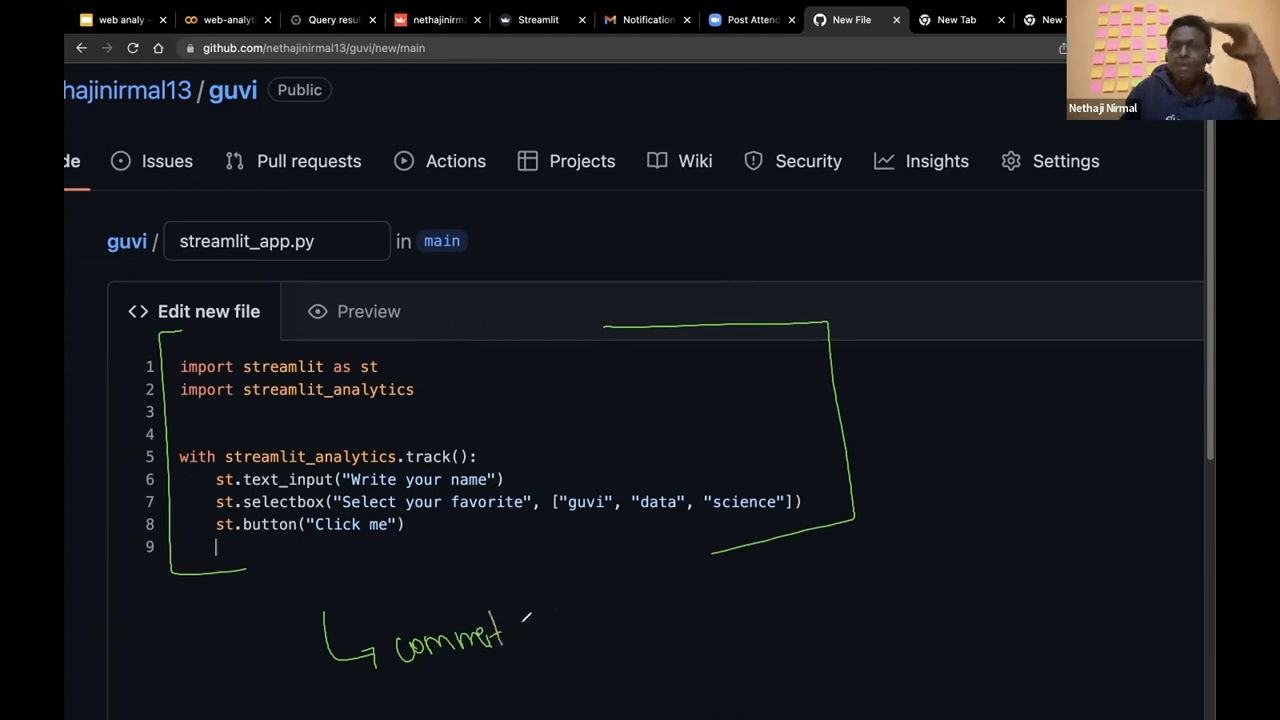 web analy
web-analyti
Query resul
nethajinirm
Streamlit
Notification
Post Attend
New File
New Tab
New T
github.com/nethajinirmal13/guvi/new/main
Nethaji Nirmal
hajinirmal13 / guvi Public
de Issues Pull requests Actions Projects Wiki Security Insights Settings
guvi / streamlit_app.py in main
<> Edit new file Preview
1 import streamlit as st
2 import streamlit_analytics
3
4
5 with streamlit_analytics.track():
6 st.text_input("Write your name")
7 st.selectbox("Select your favorite", ["guvi", "data", "science"])
8 st.button("Click me")
9
commit